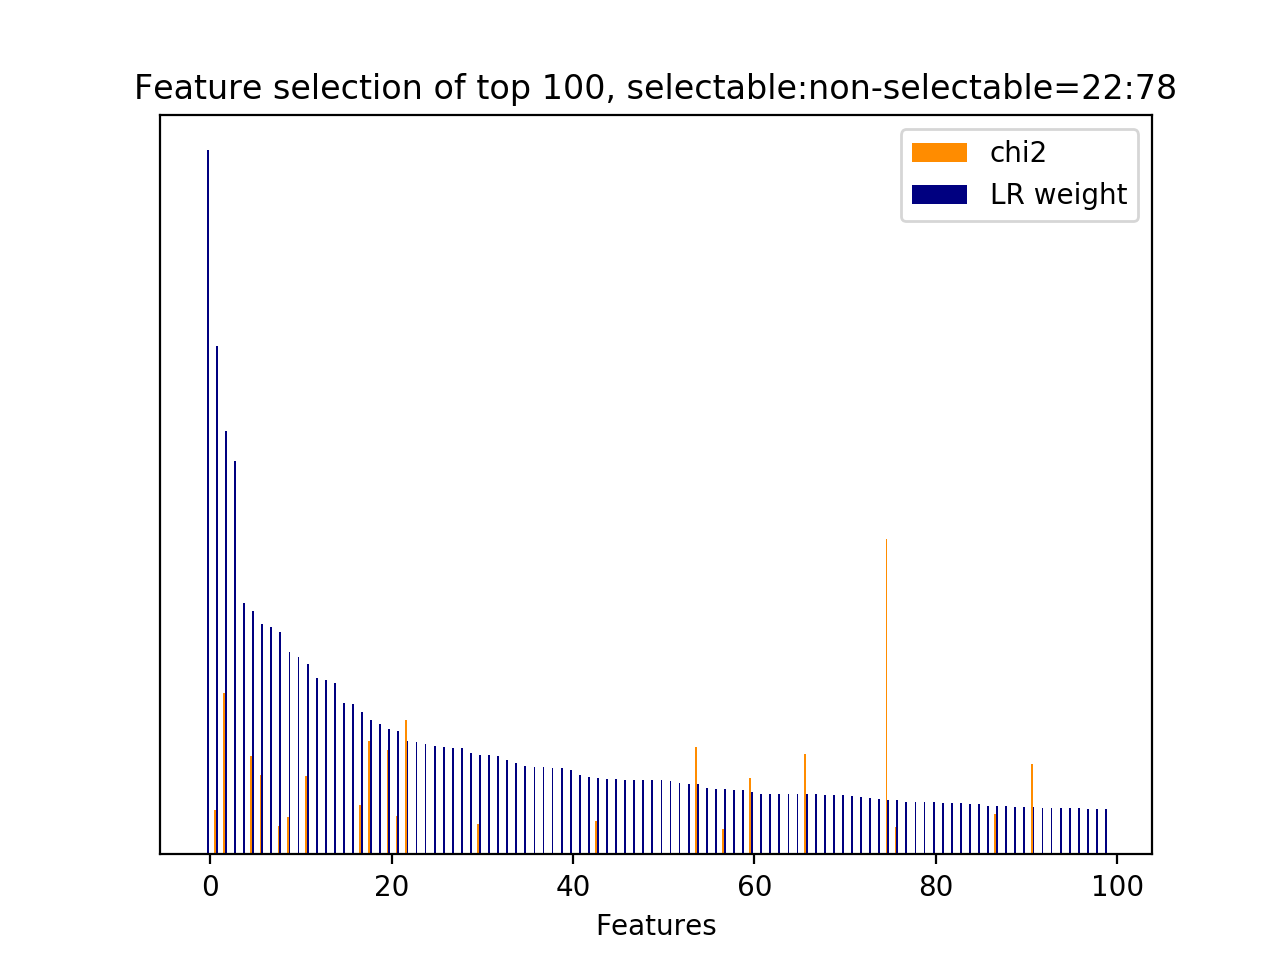 Feature selection of top 100, selectable:non-selectable=22:78
chi2
LR weight
0 20 40 60 80 100
Features